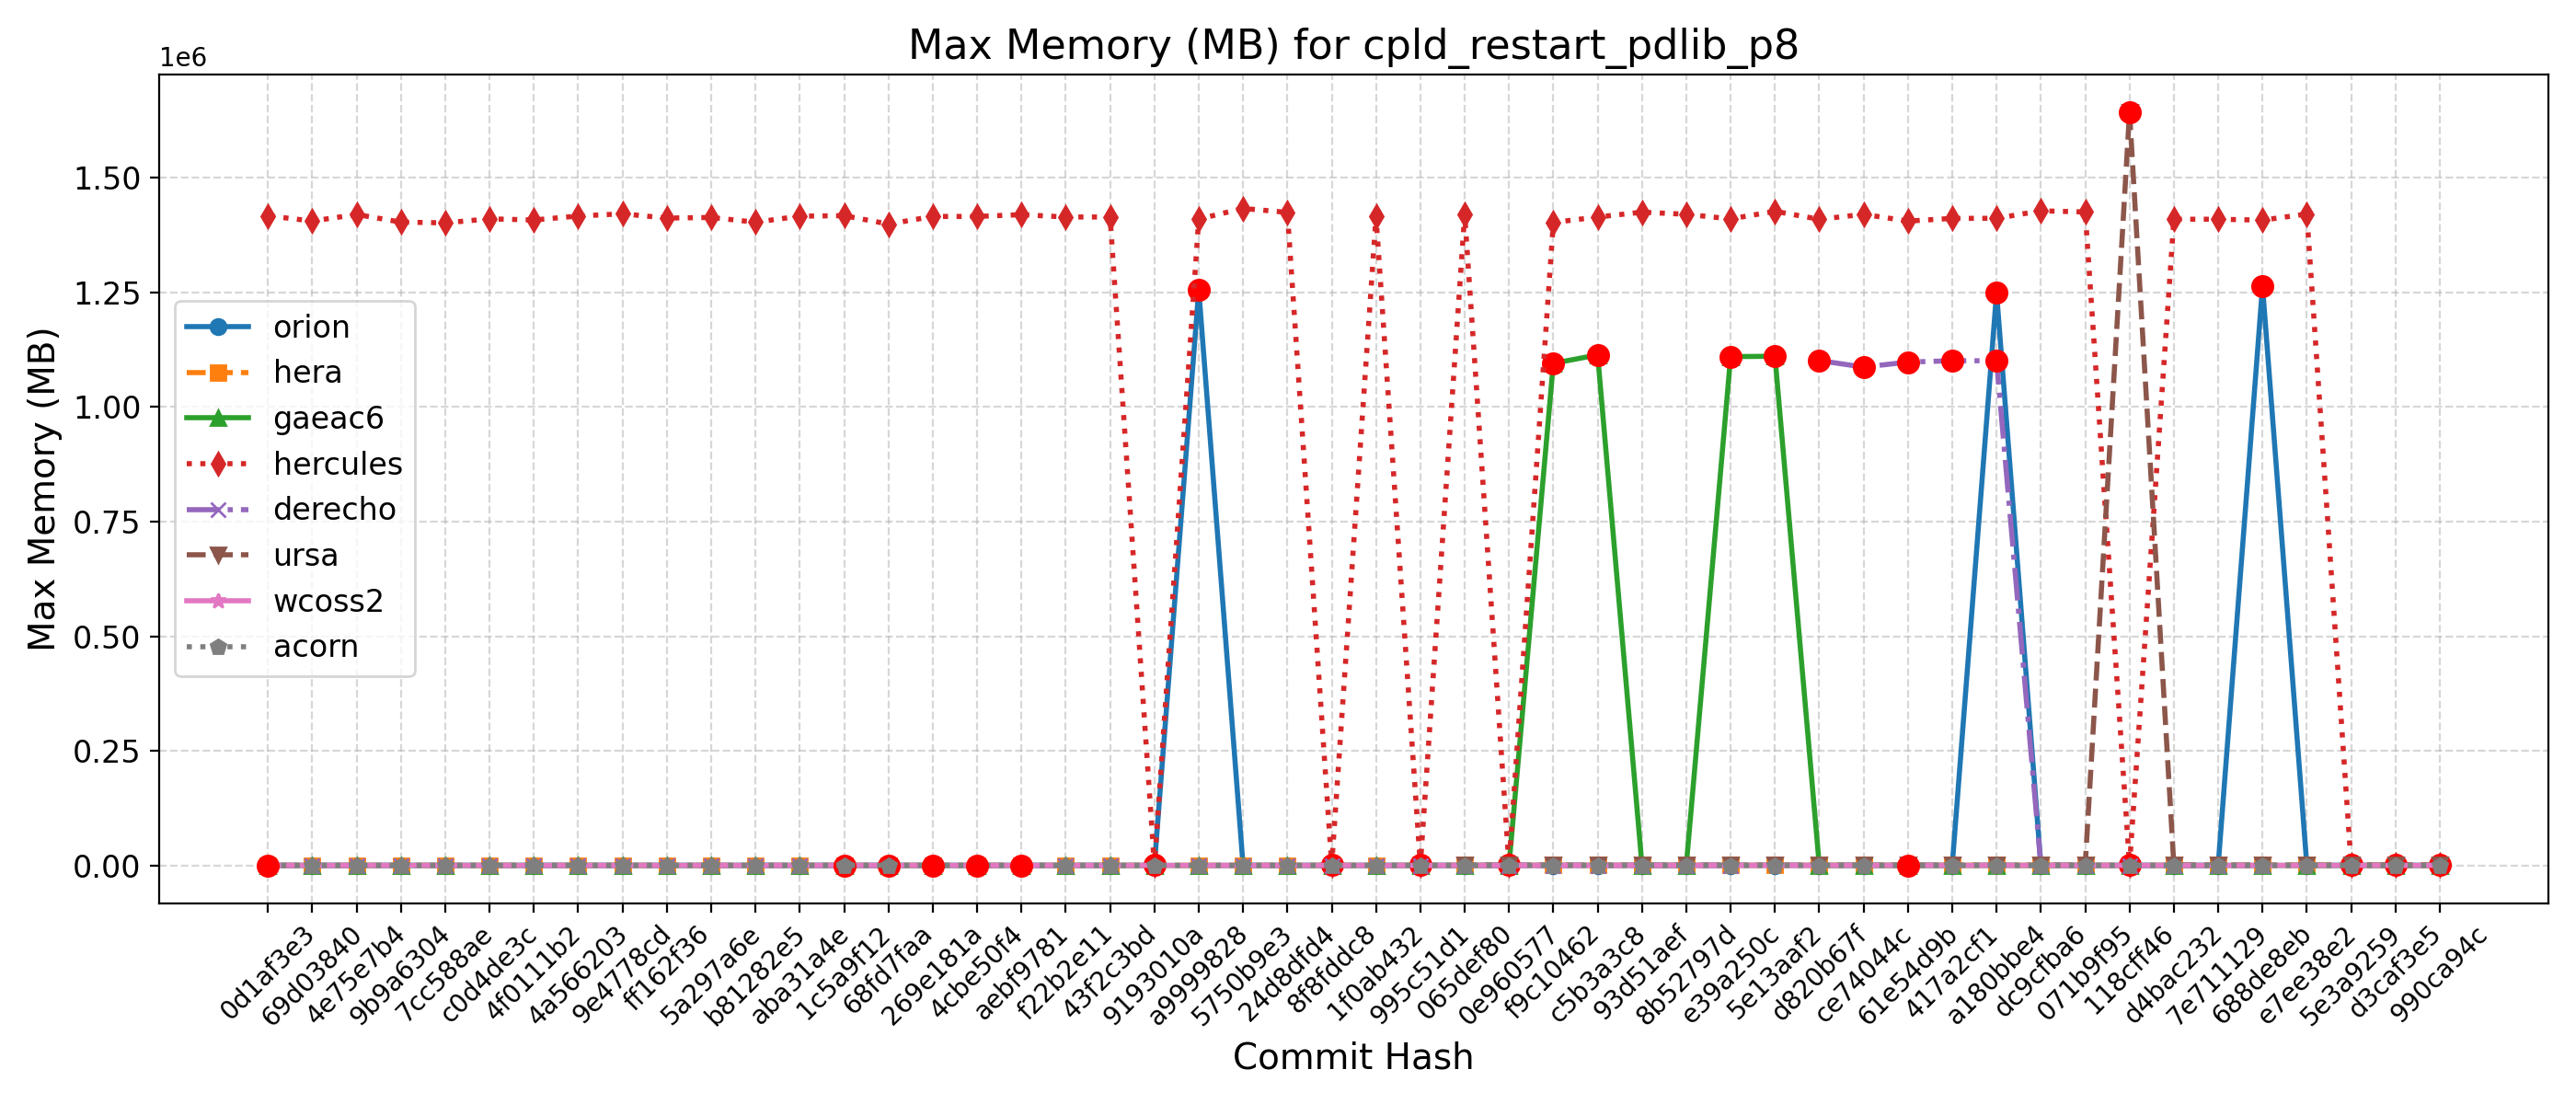 Max Memory (MB) for cpld_restart_pdlib_p8
1e6
Max Memory (MB)
1.50
1.25
1.00
0.75
0.50
0.25
0.00
orion
hera
gaeac6
hercules
derecho
ursa
wcoss2
acorn
0d1af3e3
69d03840
4e75e7b4
9b9a6304
7cc588ae
c0d4de3c
4f0111b2
4a566203
9e4778cd
ff162f36
5a297a6e
b81282e5
aba31a4e
1c5a9f12
68fd7faa
269e181a
4cbe50f4
aebf9781
f22b2e11
43f2c3bd
9193010a
a9999828
5750b9e3
24d8dfd4
8f8fddc8
1f0ab432
995c51d1
065def80
0e960577
f9c10462
c5b3a3c8
93d51aef
8b52797d
e39a250c
5e13aaf2
d820b67f
ce74044c
61e54d9b
417a2cf1
a180bbe4
dc9cfba6
071b9f95
118cff46
d4bac232
7e711129
688de8eb
e7ee38e2
5e3a9259
d3caf3e5
990ca94c
Commit Hash